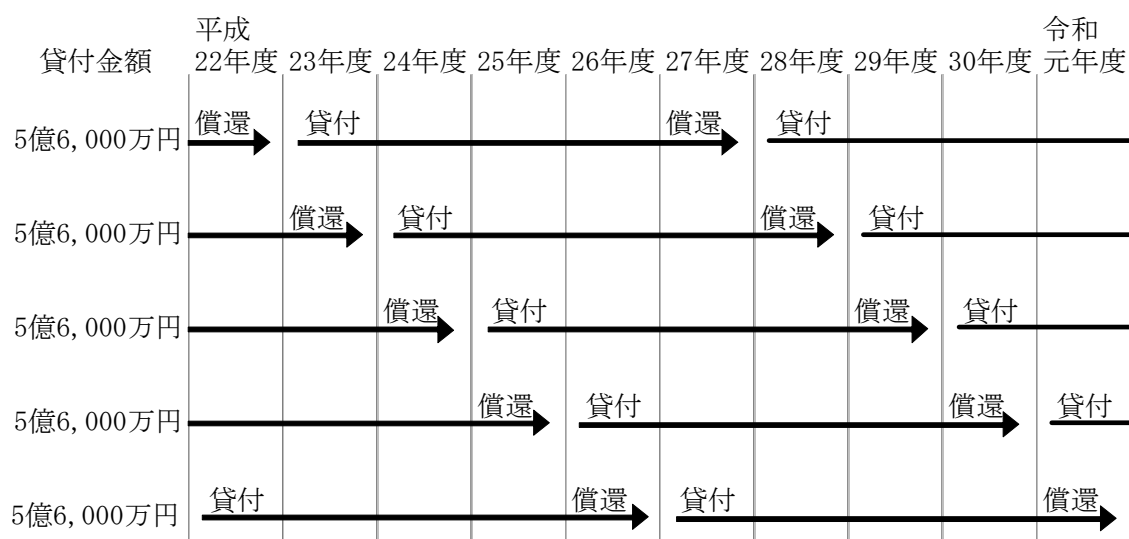 平成 令和
貸付金額 22年度 23年度 24年度 25年度 26年度 27年度 28年度 29年度 30年度 元年度
5億6,000万円 償還 貸付 償還 貸付
5億6,000万円 償還 貸付 償還 貸付
5億6,000万円 償還 貸付 償還 貸付
5億6,000万円 償還 貸付 償還 貸付
5億6,000万円 貸付 償還 貸付 償還